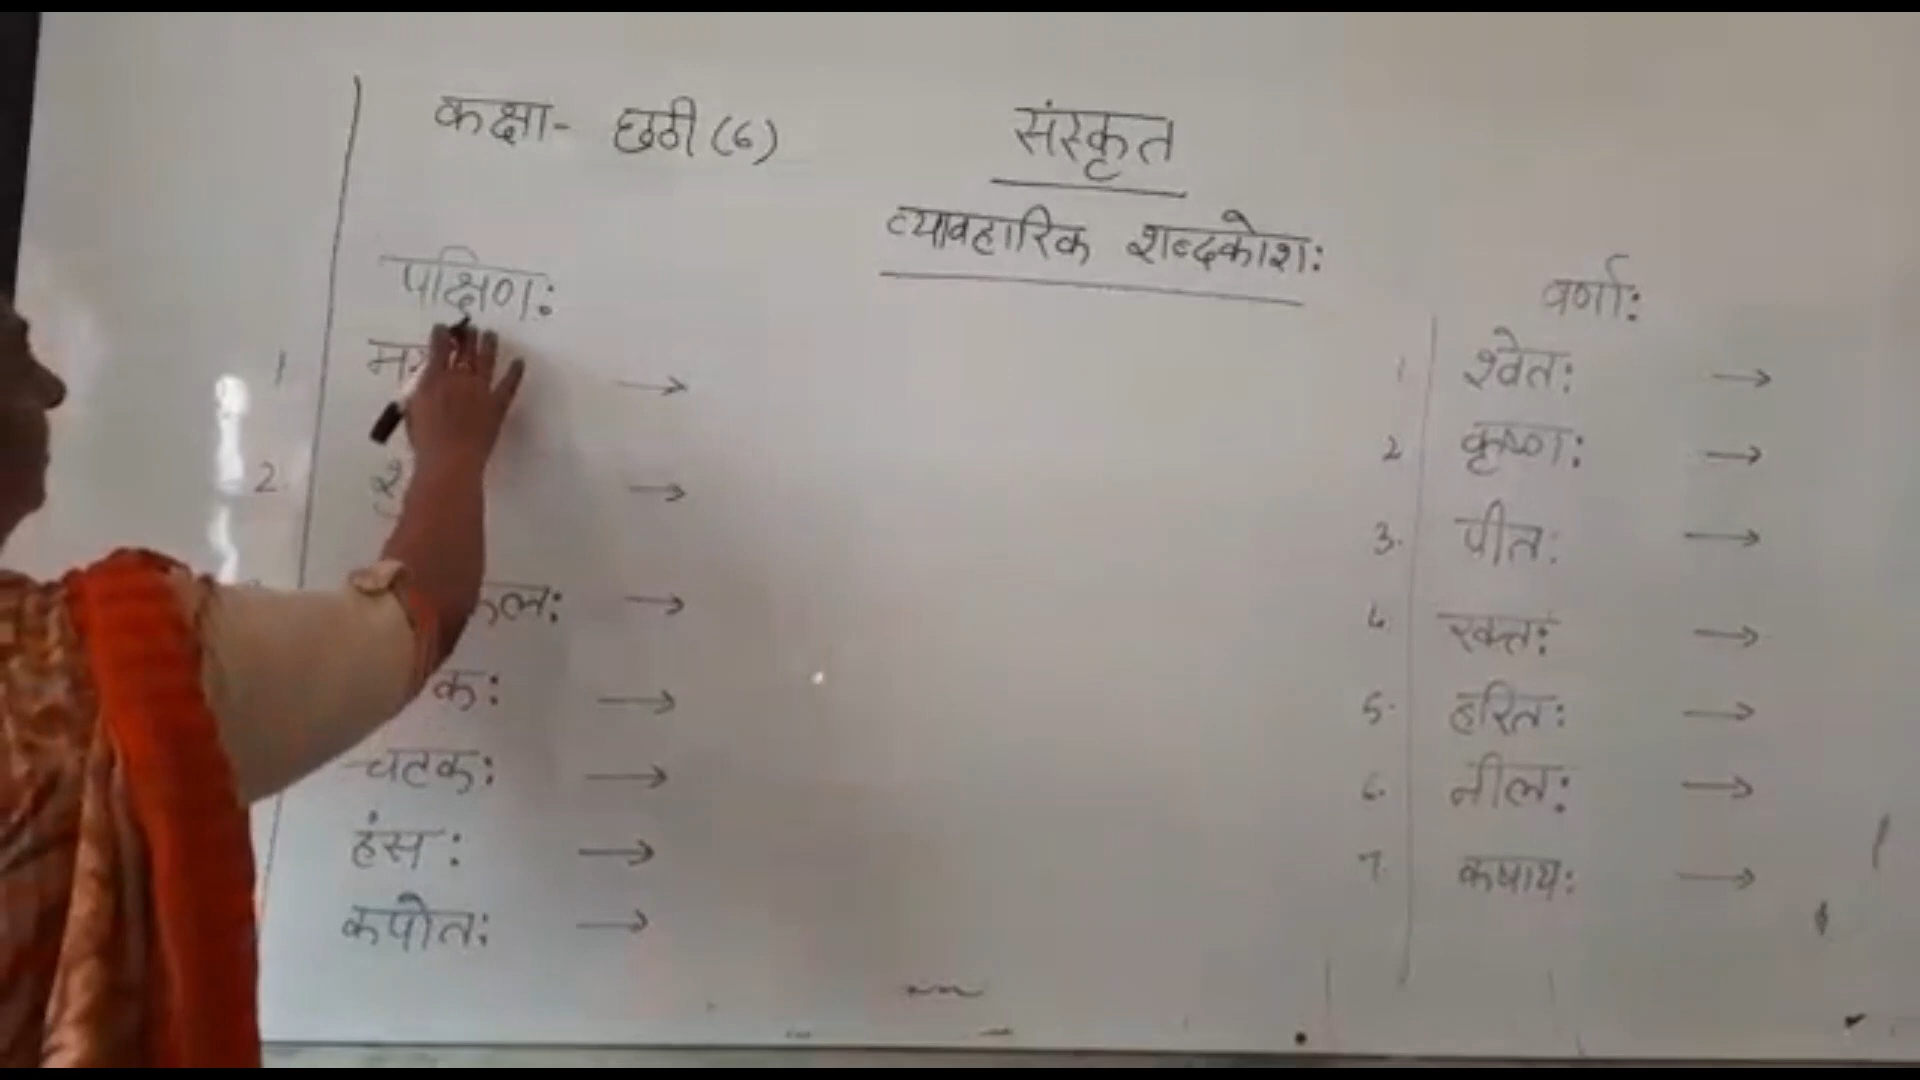 कक्षा- छठी (6)
संस्कृत
व्यावहारिक शब्दकोशः
पक्षिणः
1
→
2.
→
→
→
चटकः →
हंसः →
कपोतः →
वर्णाः
1 श्वेतः →
2 कृष्णः →
3. पीतः →
4. रक्तः →
5. हरितः →
6. नीलः →
7. कषायः →